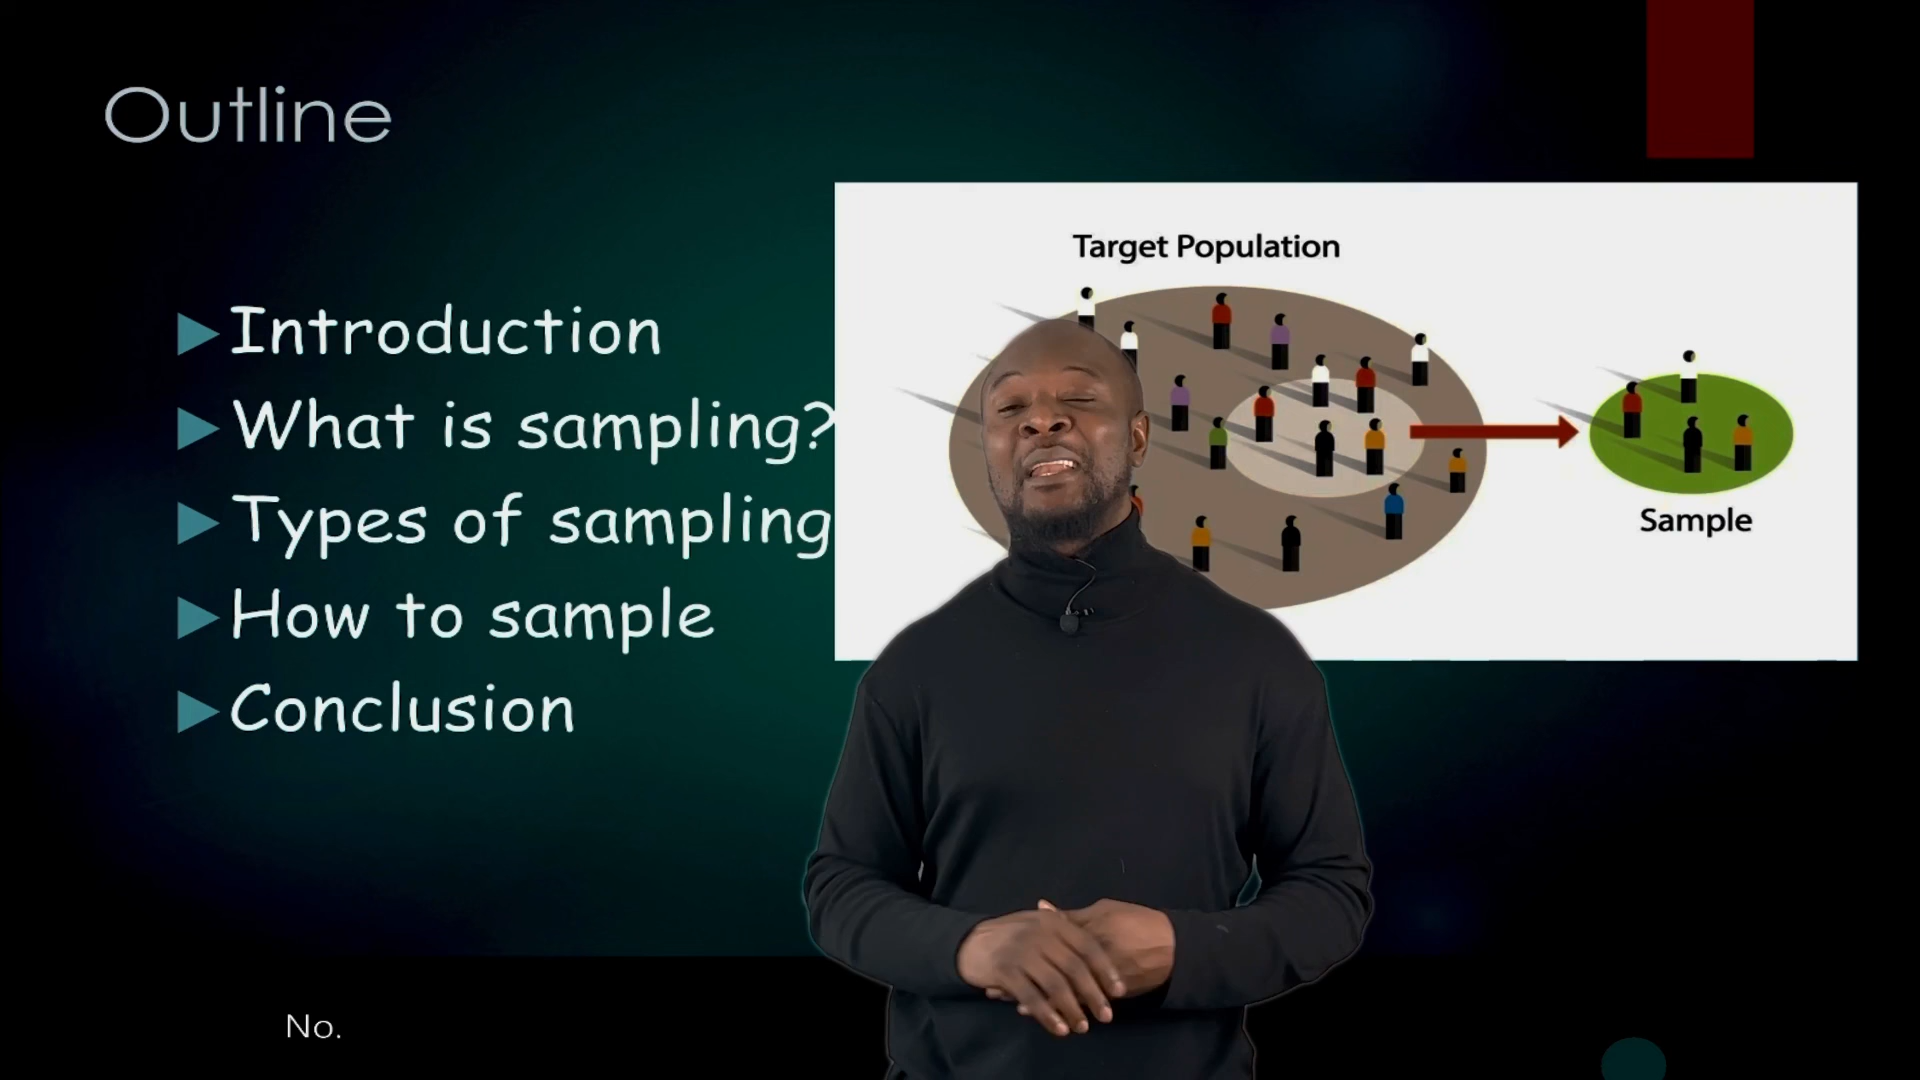 Outline
Introduction
What is sampling?
Types of sampling
How to sample
Conclusion
Target Population
Sample
No.